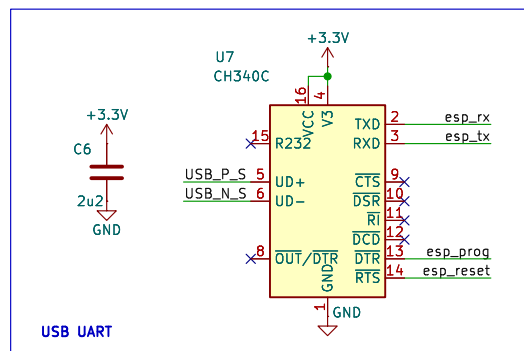 +3.3V
U7
CH340C
16
4
VCC
V3
TXD 2 esp_rx
RXD 3 esp_tx
15 R232
+3.3V
C6
2u2
GND
USB_P_S 5 UD+
USB_N_S 6 UD-
CTS 9
DSR 10
RI 11
DCD 12
8 OUT/DTR
DTR 13 esp_prog
RTS 14 esp_reset
GND
1
GND
USB UART